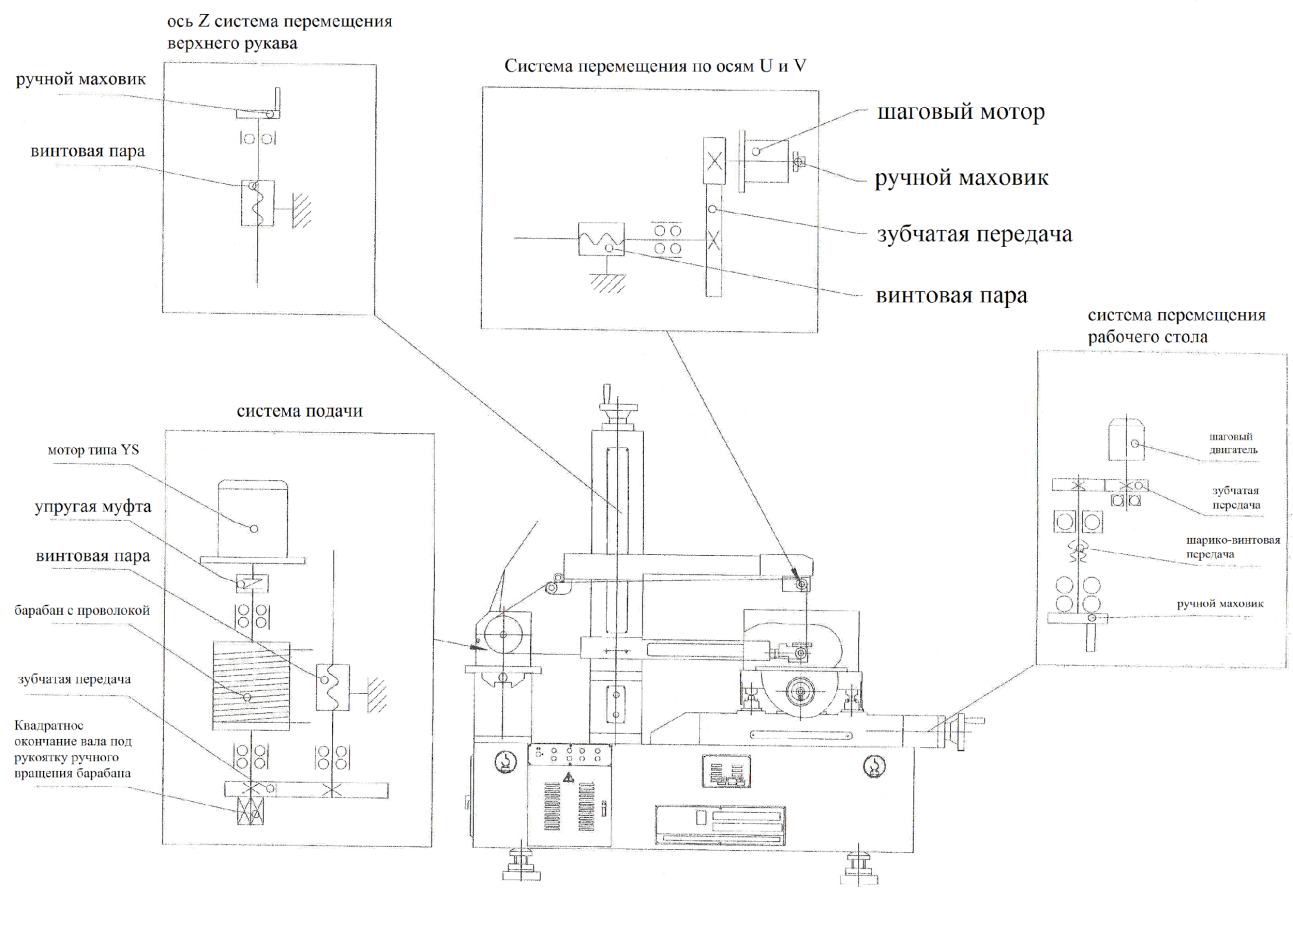 ось Z система перемещения
верхнего рукава
ручной маховик
винтовая пара
Система перемещения по осям U и V
шаговый мотор
ручной маховик
зубчатая передача
винтовая пара
система перемещения
рабочего стола
шаговый
двигатель
зубчатая
передача
шарико-винтовая
передача
ручной маховик
система подачи
мотор типа YS
упругая муфта
винтовая пара
барабан с проволокой
зубчатая передача
Квадратнос
окончание вала под
рукоятку ручного
вращения барабана